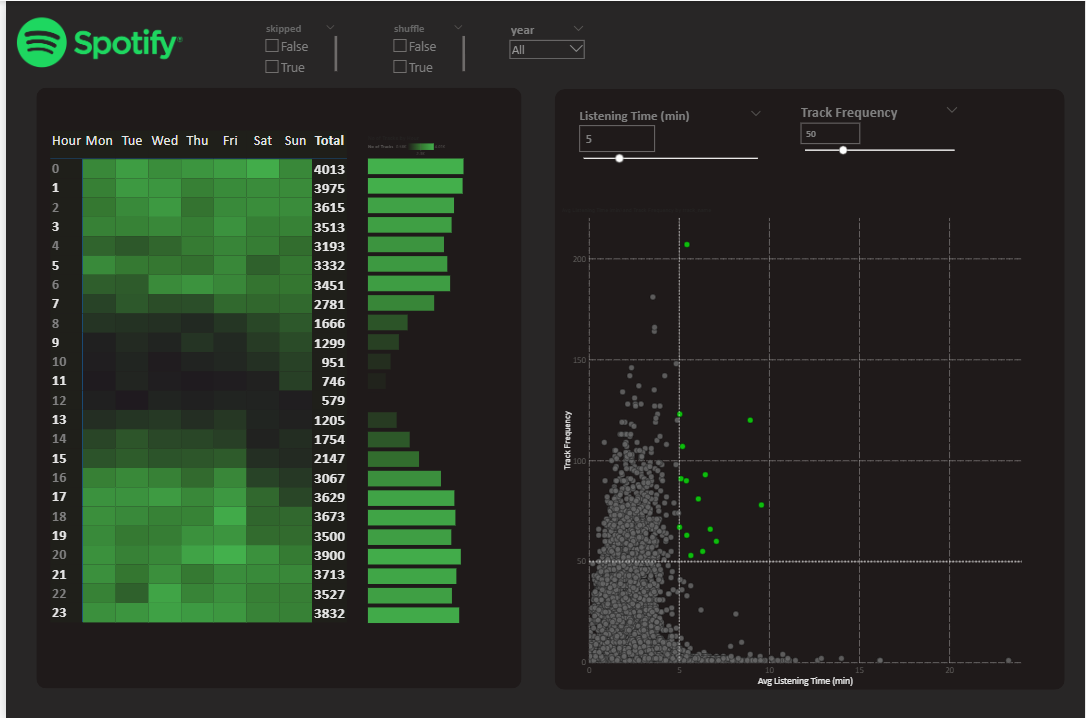 Spotify®
skipped
False
True
shuffle
False
True
year
All
Hour Mon Tue Wed Thu Fri Sat Sun Total
0 4013
1 3975
2 3615
3 3513
4 3193
5 3332
6 3451
7 2781
8 1666
9 1299
10 951
11 746
12 579
13 1205
14 1754
15 2147
16 3067
17 3629
18 3673
19 3500
20 3900
21 3713
22 3527
23 3832
Listening Time (min)
5
Track Frequency
50
Track Frequency
200
150
100
50
0
0 5 10 15 20
Avg Listening Time (min)